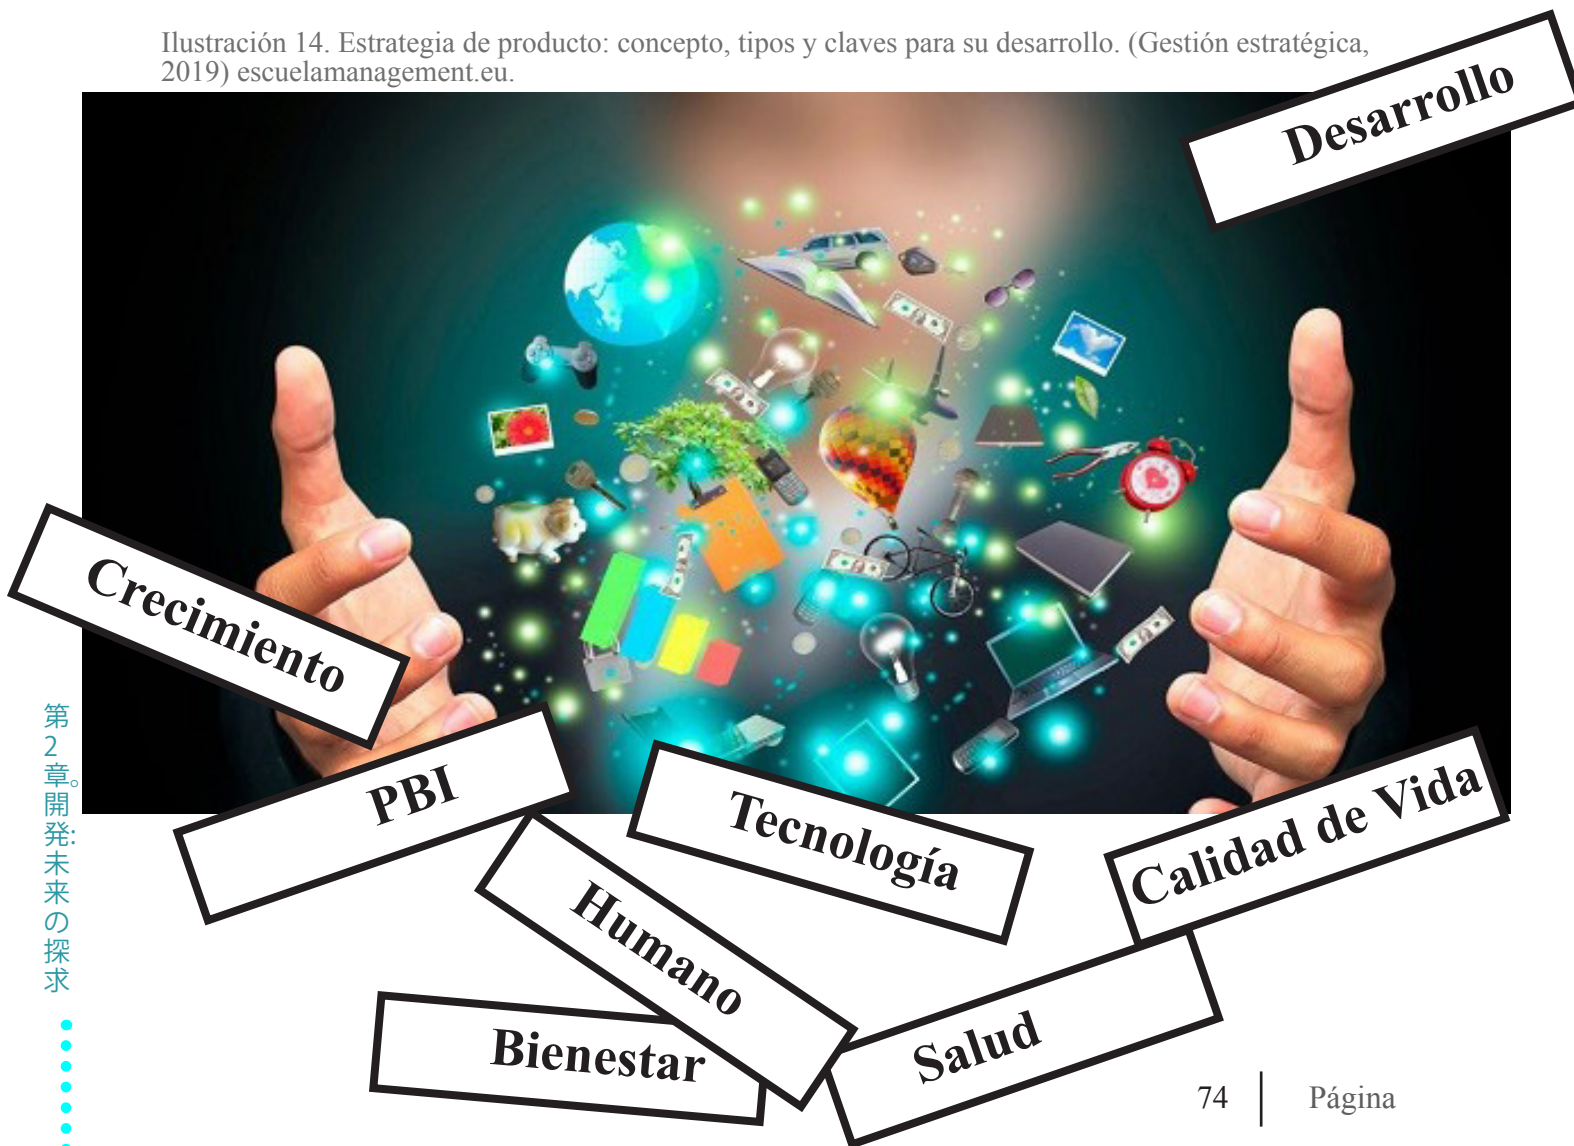 Ilustración 14. Estrategia de producto: concepto, tipos y claves para su desarrollo. (Gestión estratégica,
2019) escuelamanagement.eu.
Desarrollo
Crecimiento
PBI
Tecnología
Calidad de Vida
Humano
Bienestar
Salud
第2章。開発:未来の探求
74 Página